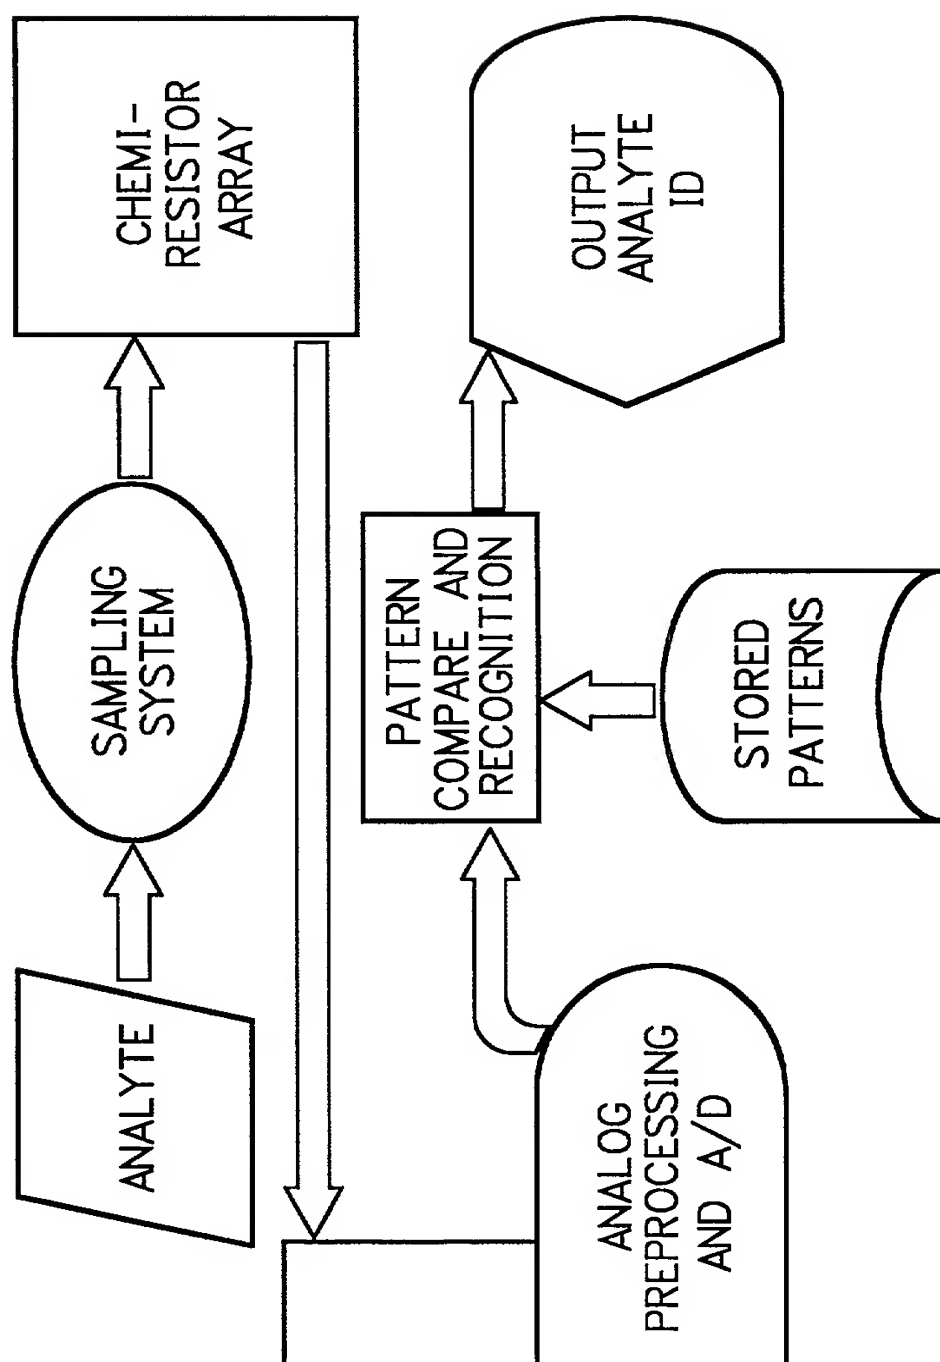 ANALYTE
SAMPLING
SYSTEM
CHEMI-
RESISTOR
ARRAY
ANALOG
PREPROCESSING
AND A/D
PATTERN
COMPARE AND
RECOGNITION
STORED
PATTERNS
OUTPUT
ANALYTE
ID